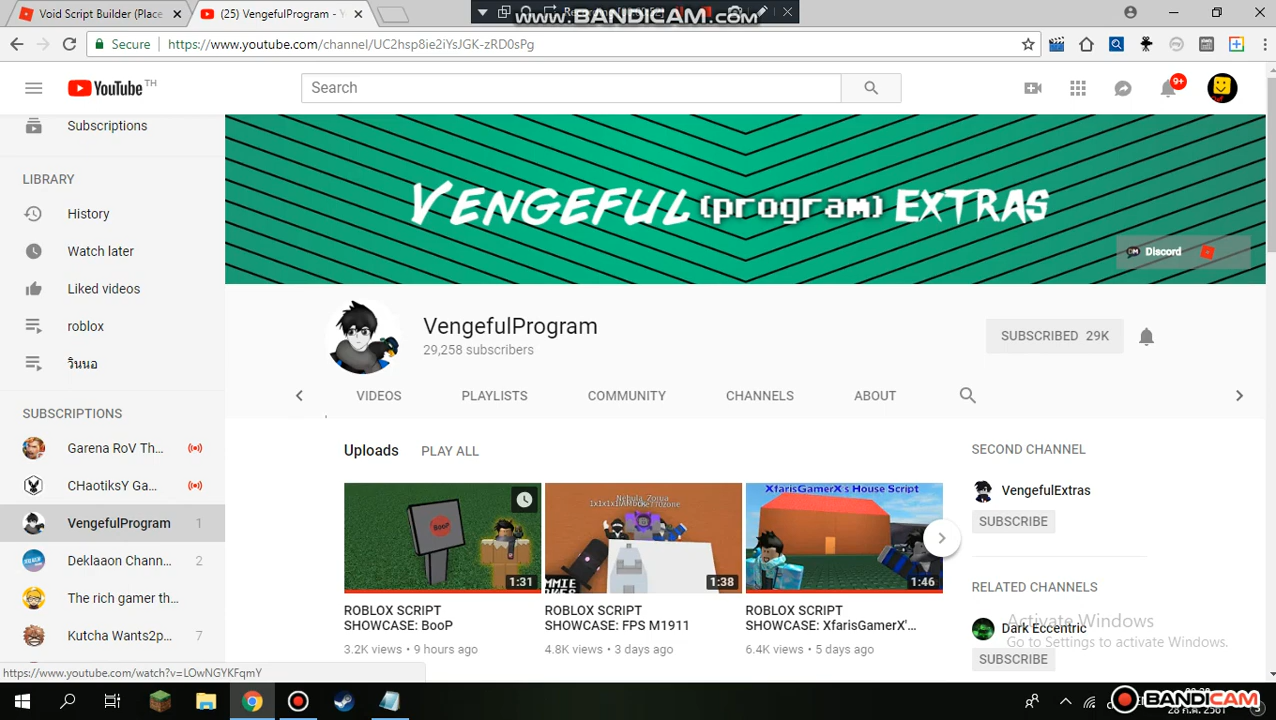 Void Script Builder (Place
(25) VengefulProgram - Y
WWW.BANDICAM.COM
Secure
https://www.youtube.com/channel/UC2hsp8ie2iYsJGK-zRD0sPg
YouTube TH
Search
9+
Subscriptions
LIBRARY
History
Watch later
Liked videos
roblox
วินนอ
SUBSCRIPTIONS
Garena RoV Th...
CHaotiksY Ga...
VengefulProgram 1
Deklaaon Chann... 2
The rich gamer th...
Kutcha Wants2p... 7
VENGEFUL (program) EXTRAS
Discord
VengefulProgram
29,258 subscribers
SUBSCRIBED 29K
VIDEOS PLAYLISTS COMMUNITY CHANNELS ABOUT
Uploads PLAY ALL
BOOP
1:31
Nebula Zorua
1:38
XfarisGamerX's House Script
1:46
ROBLOX SCRIPT
SHOWCASE: BooP
3.2K views • 9 hours ago
ROBLOX SCRIPT
SHOWCASE: FPS M1911
4.8K views • 3 days ago
ROBLOX SCRIPT
SHOWCASE: XfarisGamerX'...
6.4K views • 5 days ago
SECOND CHANNEL
VengefulExtras
SUBSCRIBE
RELATED CHANNELS
Dark Eccentric
SUBSCRIBE
Activate Windows
Go to Settings to activate Windows.
https://www.youtube.com/watch?v=LOwNGYKFqmY
BANDICAM